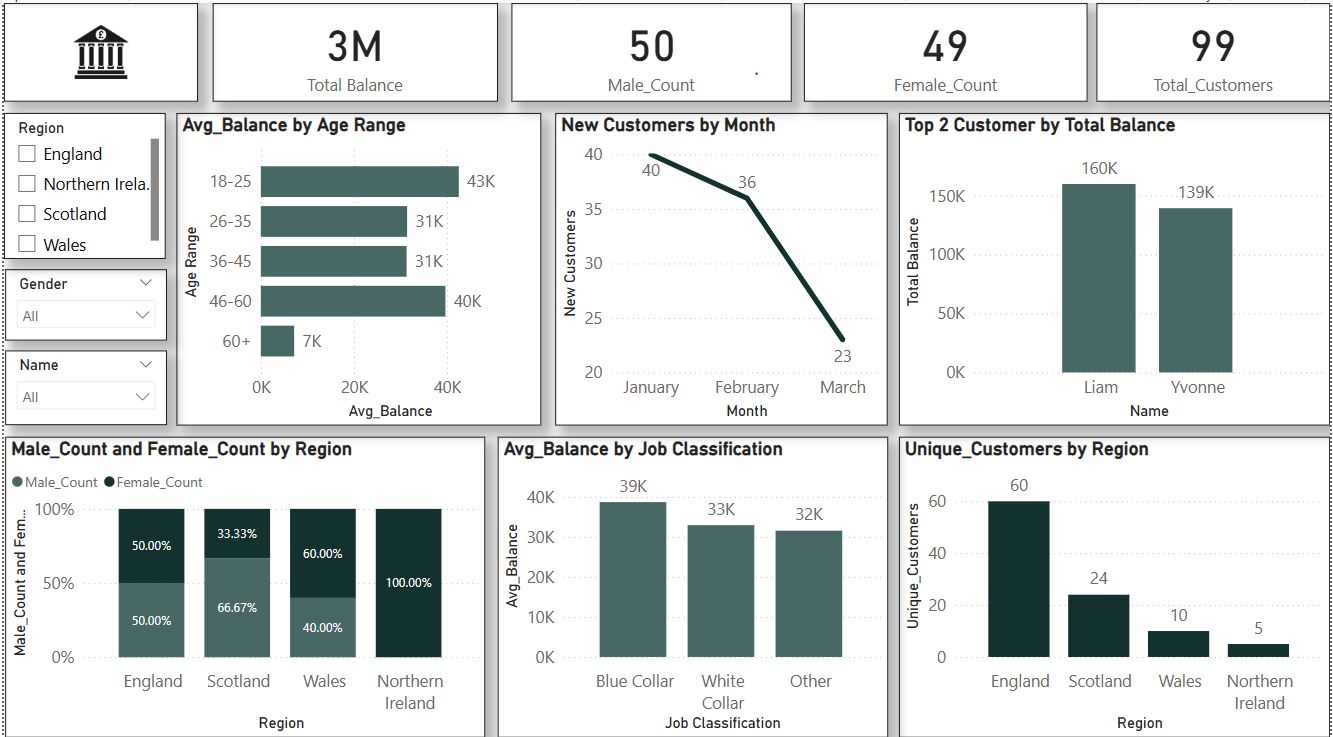 £
3M
Total Balance
50
Male_Count
49
Female_Count
99
Total_Customers
Region
England
Northern Irela...
Scotland
Wales
Gender
All
Name
All
Avg_Balance by Age Range
Age Range
18-25
43K
26-35
31K
36-45
31K
46-60
40K
60+
7K
0K 20K 40K
Avg_Balance
New Customers by Month
New Customers
40
35
30
25
20
40
36
23
January February March
Month
Top 2 Customer by Total Balance
Total Balance
150K
100K
50K
0K
160K
139K
Liam Yvonne
Name
Male_Count and Female_Count by Region
Male_Count Female_Count
Male_Count and Fem...
100%
50%
0%
50.00%
50.00%
33.33%
66.67%
60.00%
40.00%
100.00%
England Scotland Wales Northern
Ireland
Region
Avg_Balance by Job Classification
Avg_Balance
40K
30K
20K
10K
0K
39K
33K
32K
Blue Collar White Other
Collar
Job Classification
Unique_Customers by Region
Unique_Customers
60
40
20
0
60
24
10
5
England Scotland Wales Northern
Ireland
Region